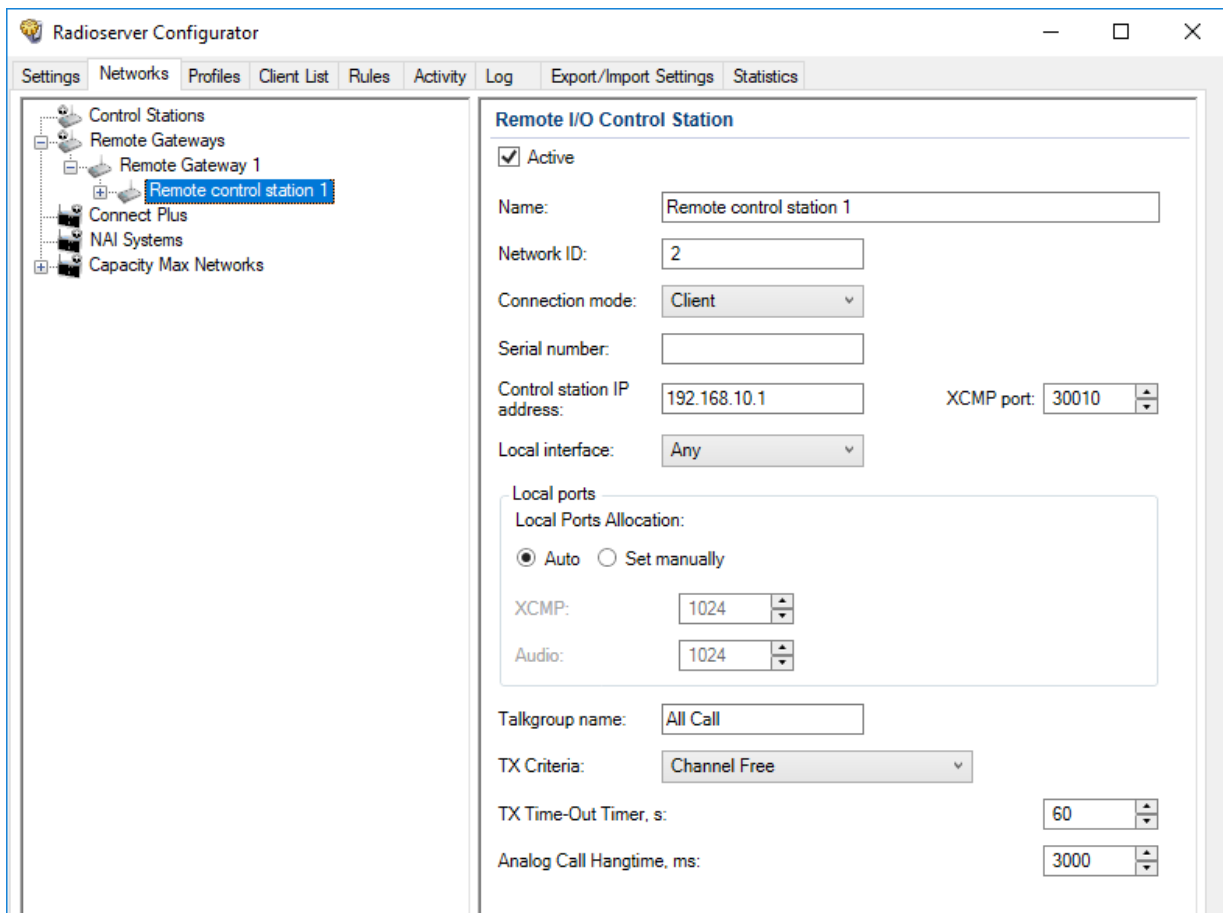 Radioserver Configurator
Settings Networks Profiles Client List Rules Activity Log Export/Import Settings Statistics
Control Stations
Remote Gateways
Remote Gateway 1
Remote control station 1
Connect Plus
NAI Systems
Capacity Max Networks
Remote I/O Control Station
Active
Name: Remote control station 1
Network ID: 2
Connection mode: Client
Serial number:
Control station IP
address: 192.168.10.1 XCMP port: 30010
Local interface: Any
Local ports
Local Ports Allocation:
Auto Set manually
XCMP: 1024
Audio: 1024
Talkgroup name: All Call
TX Criteria: Channel Free
TX Time-Out Timer, s: 60
Analog Call Hangtime, ms: 3000